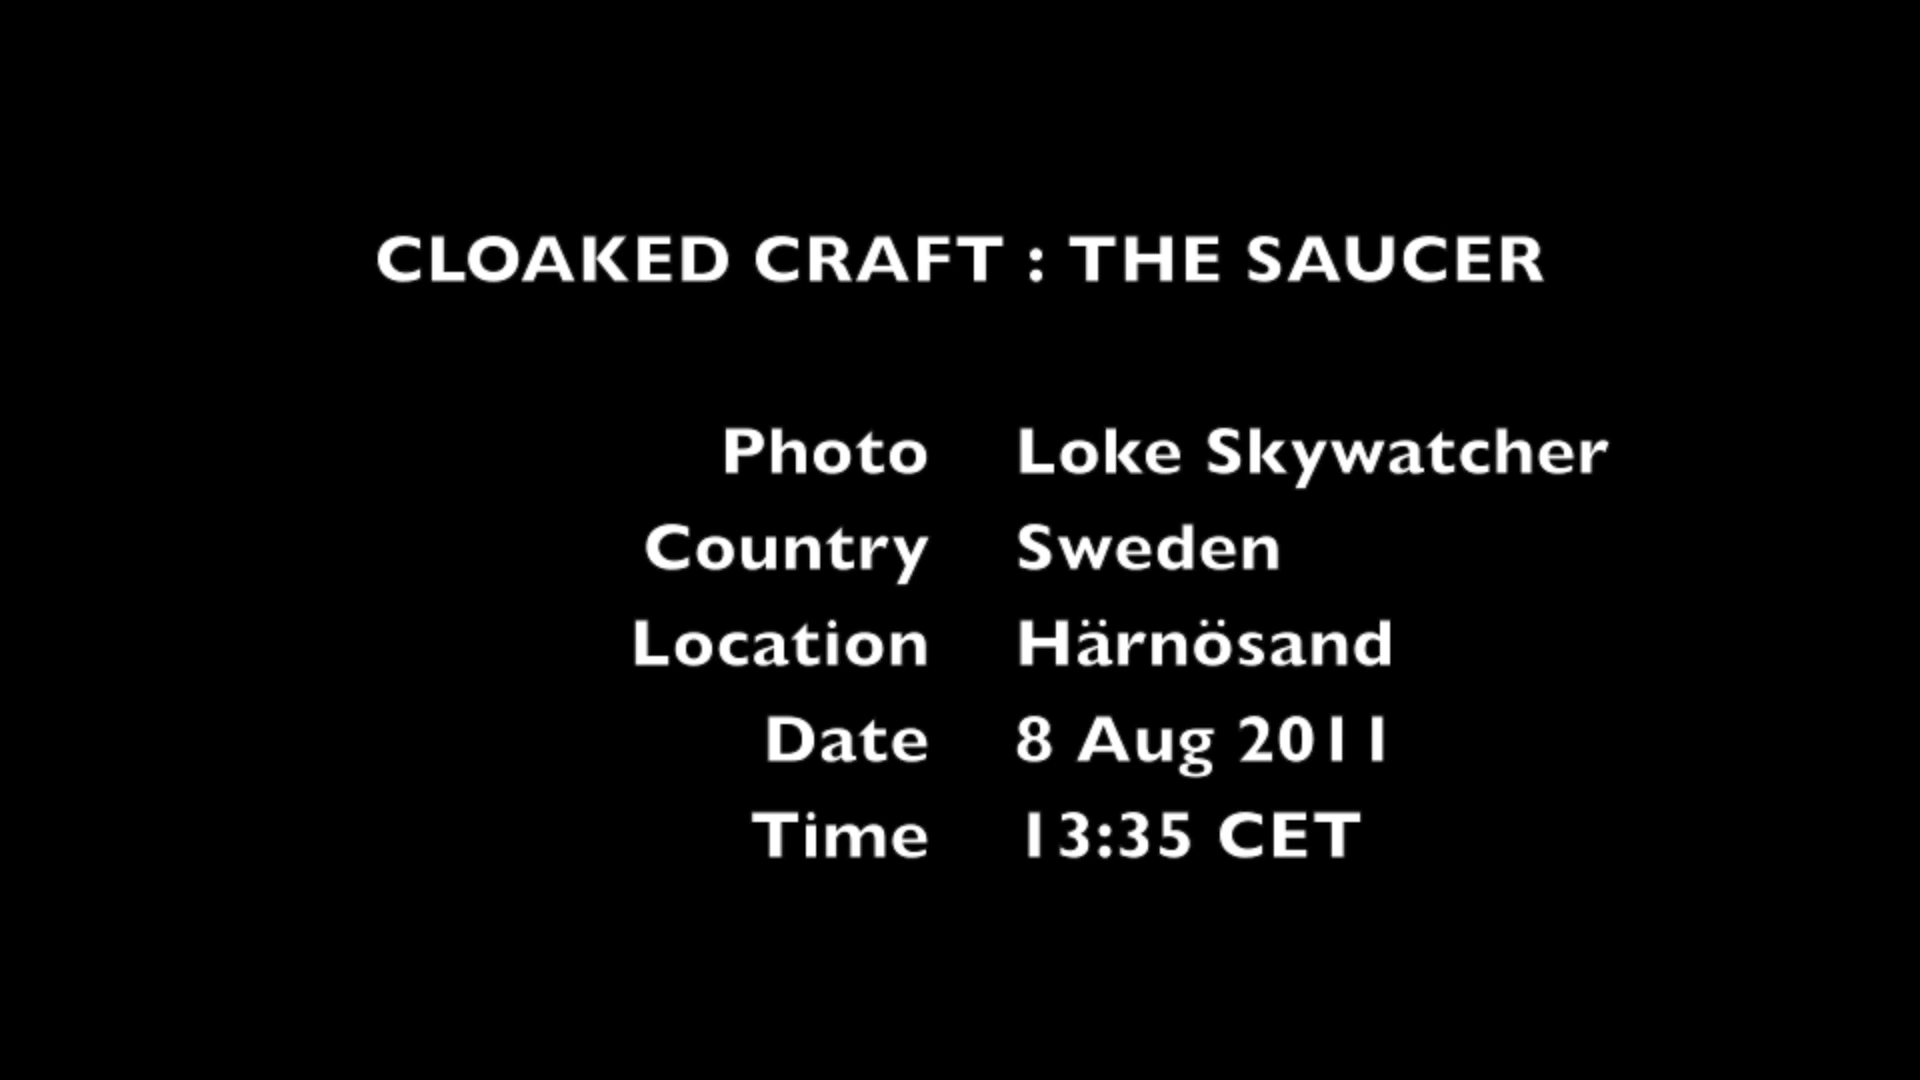 CLOAKED CRAFT : THE SAUCER
Photo Loke Skywatcher
Country Sweden
Location Härnösand
Date 8 Aug 2011
Time 13:35 CET